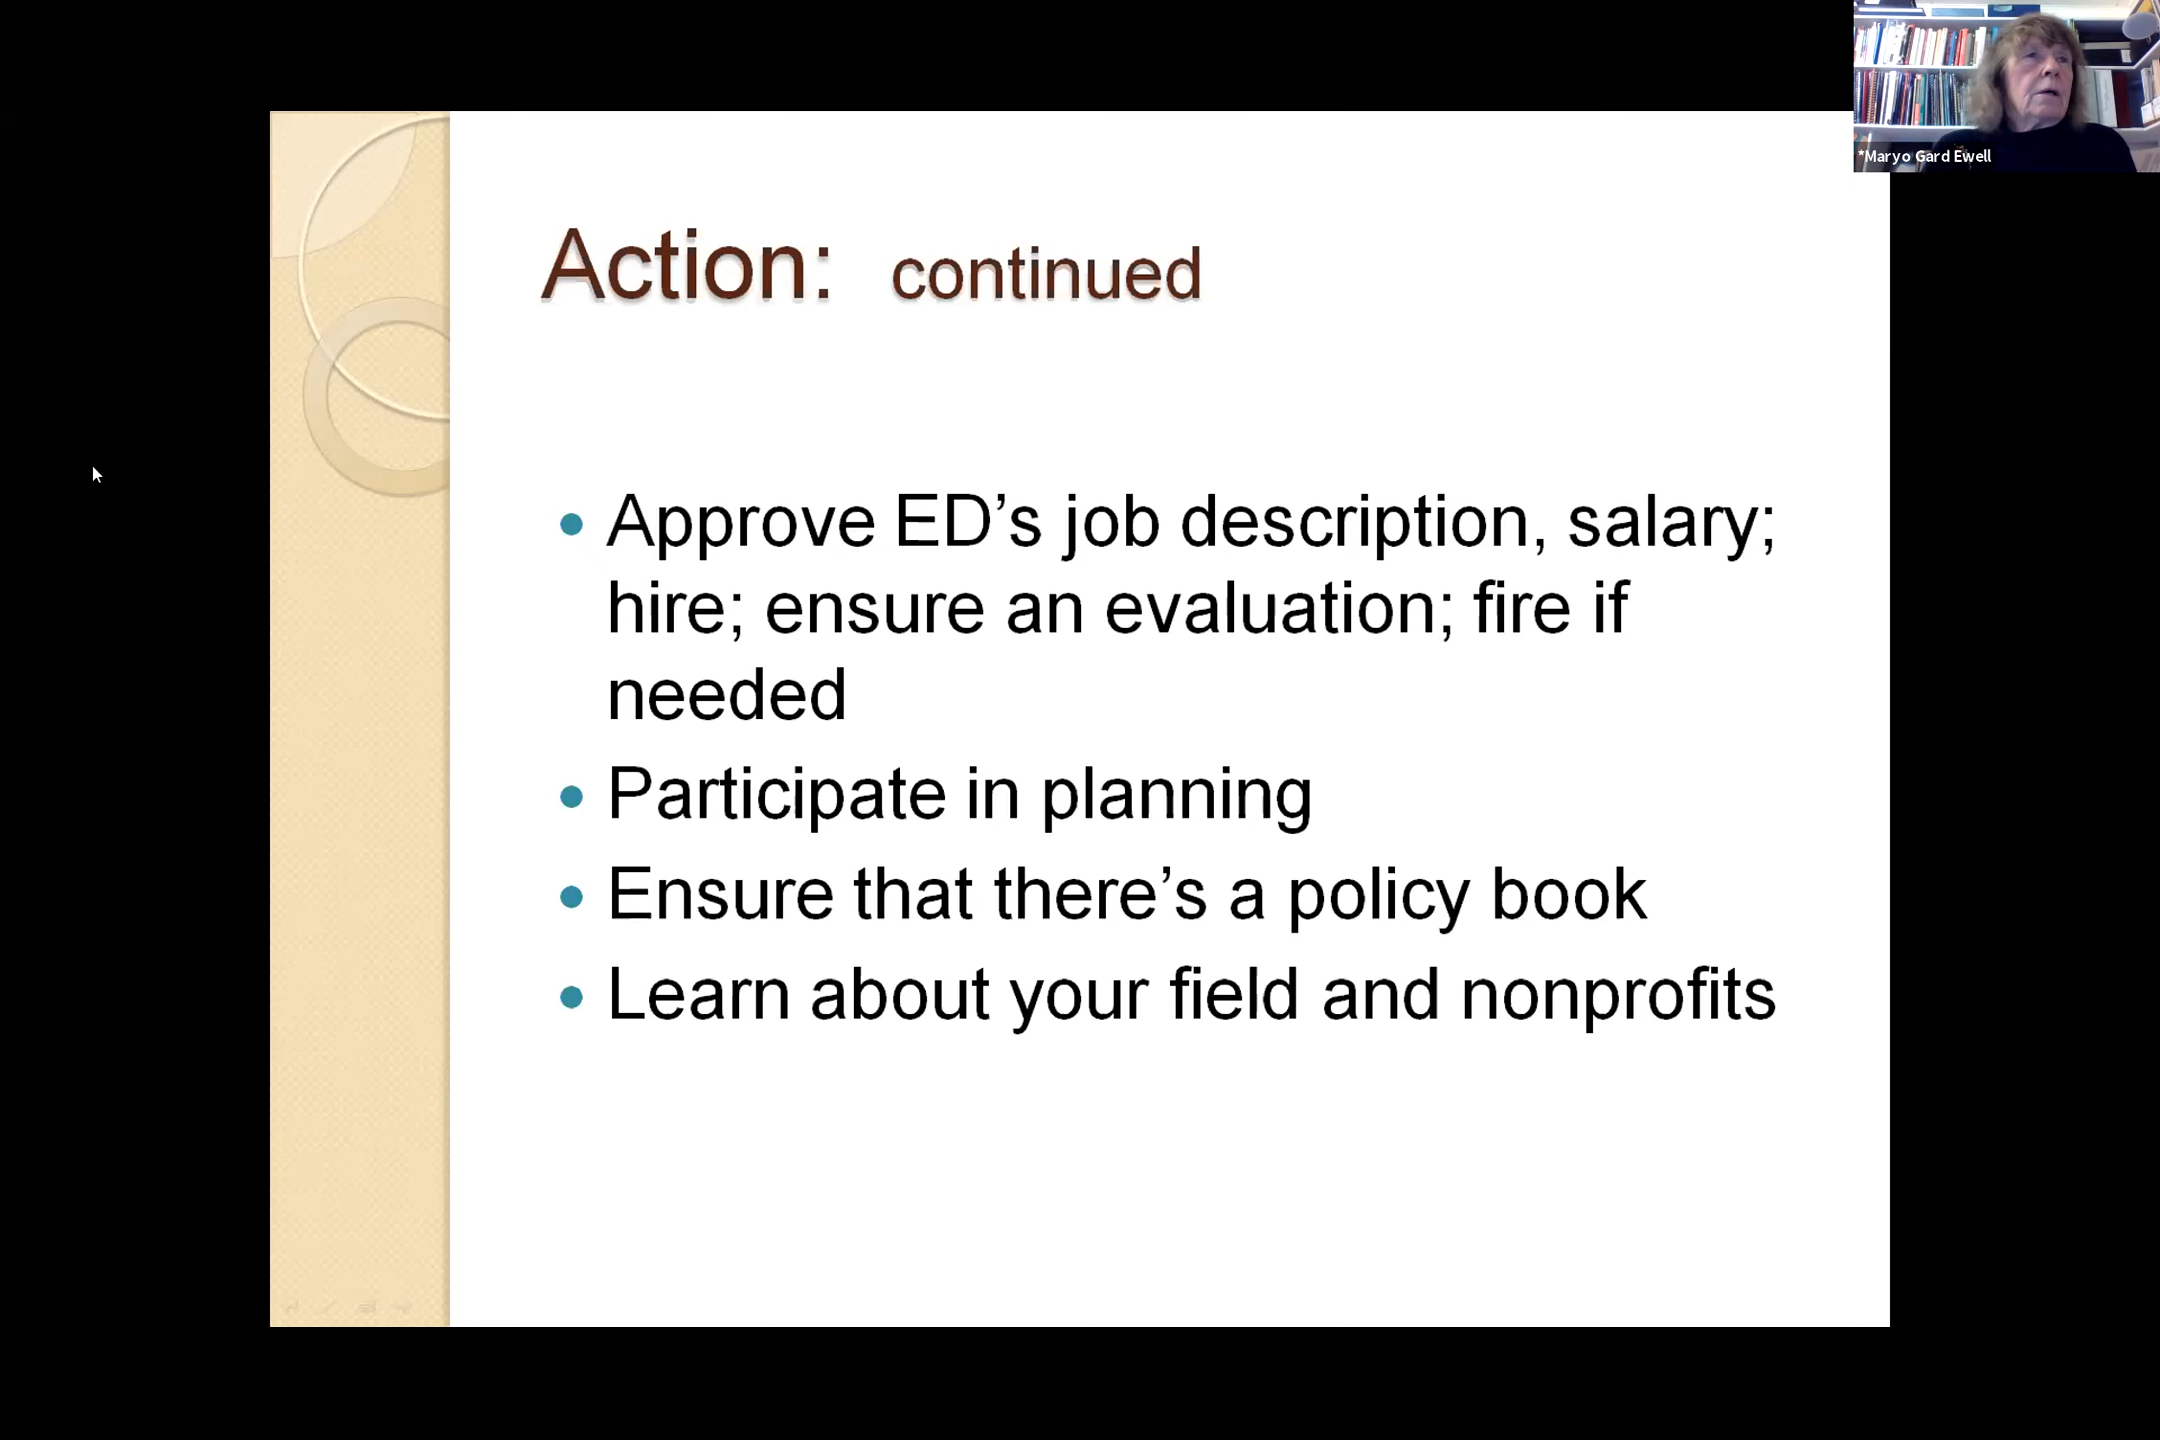 *Maryo Gard Ewell
Action: continued
• Approve ED’s job description, salary;
hire; ensure an evaluation; fire if
needed
• Participate in planning
• Ensure that there’s a policy book
• Learn about your field and nonprofits